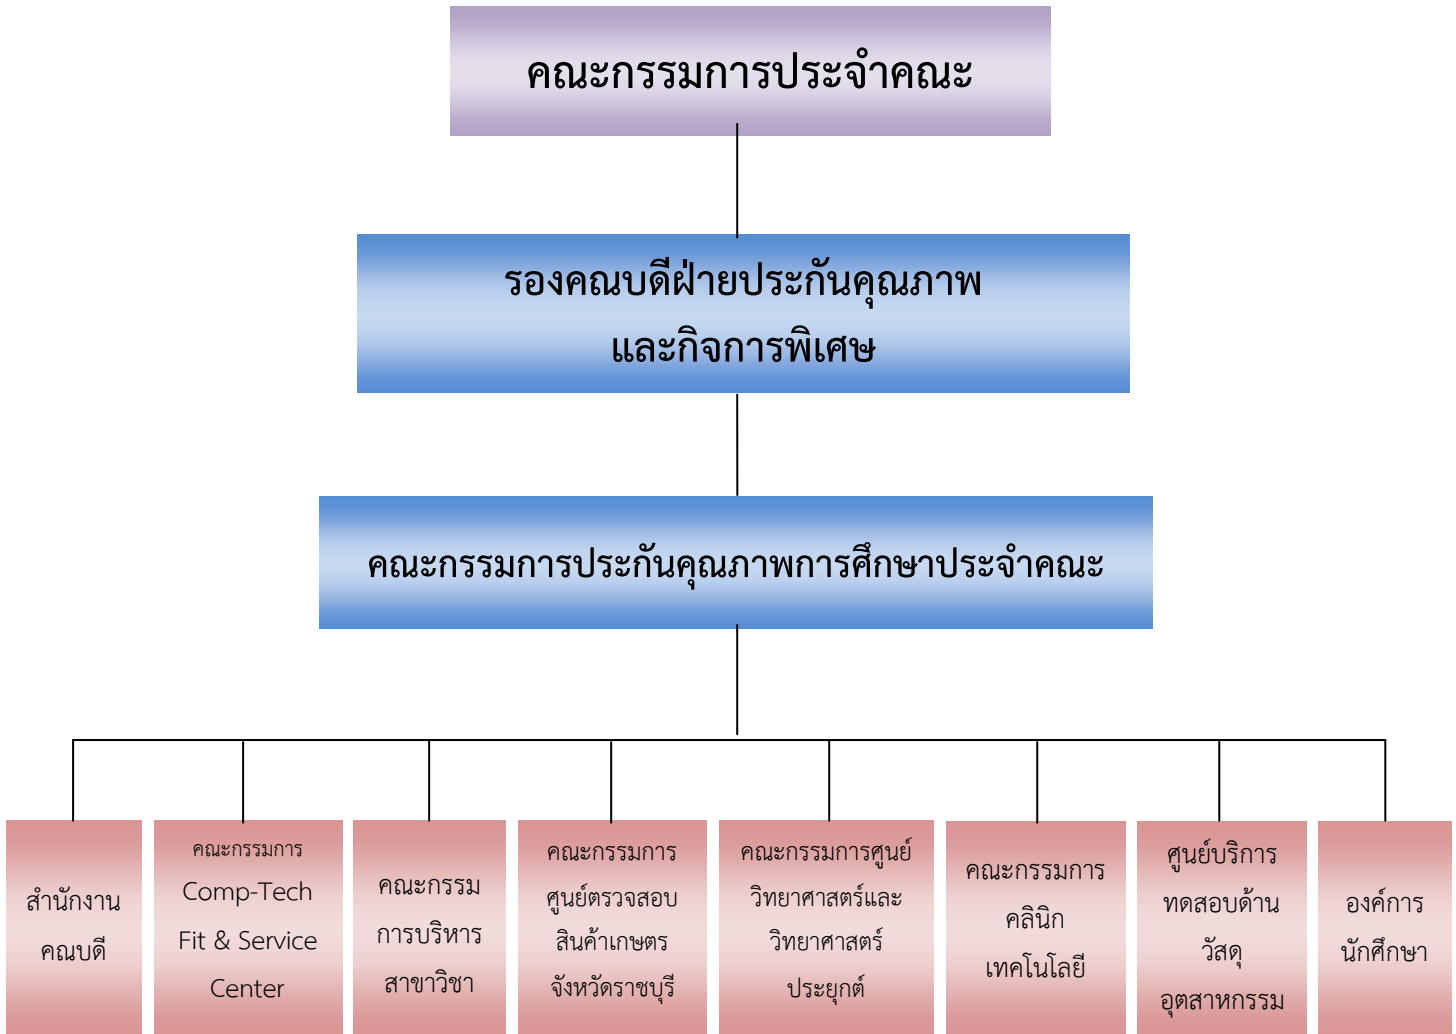 คณะกรรมการประจำคณะ
รองคณบดีฝ่ายประกันคุณภาพ
และกิจการพิเศษ
คณะกรรมการประกันคุณภาพการศึกษาประจำคณะ
สำนักงาน
คณบดี
คณะกรรมการ
Comp-Tech
Fit & Service
Center
คณะกรรม
การบริหาร
สาขาวิชา
คณะกรรมการ
ศูนย์ตรวจสอบ
สินค้าเกษตร
จังหวัดราชบุรี
คณะกรรมการศูนย์
วิทยาศาสตร์และ
วิทยาศาสตร์
ประยุกต์
คณะกรรมการ
คลินิก
เทคโนโลยี
ศูนย์บริการ
ทดสอบด้าน
วัสดุ
อุตสาหกรรม
องค์การ
นักศึกษา